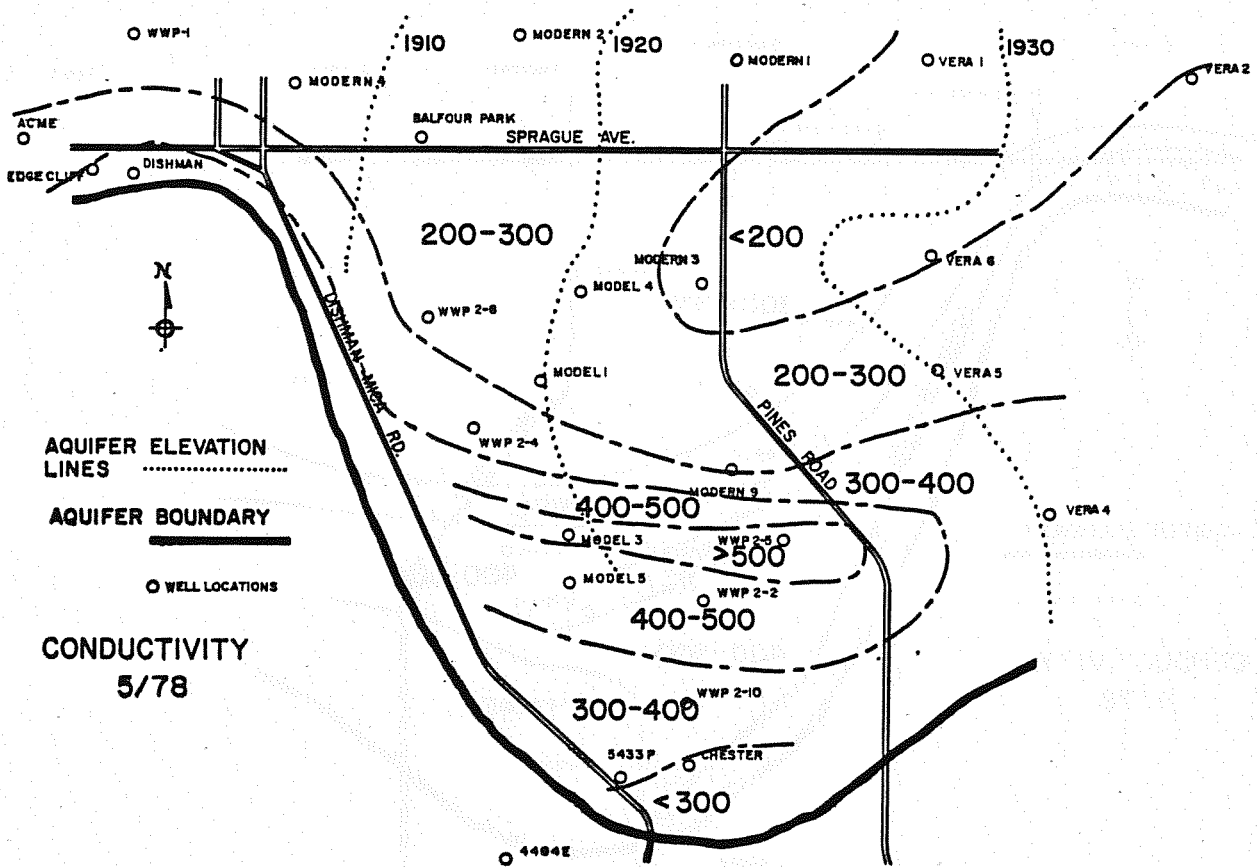 WWP-1
1910
MODERN 2
1920
MODERN 1
VERA 1
1930
VERA 2
MODERN 4
ACME
BALFOUR PARK
SPRAGUE AVE.
EDGECLIFF
DISHMAN
200-300
<200
MODERN 3
VERA 6
N
MODEL 4
WWP 2-6
DISHMAN-MICA RD.
MODEL 1
200-300
VERA 5
PINES ROAD
WWP 2-4
AQUIFER ELEVATION
LINES
MODERN 9
300-400
400-500
AQUIFER BOUNDARY
VERA 4
MODEL 3
WWP 2-5
>500
WELL LOCATIONS
MODEL 5
WWP 2-2
400-500
CONDUCTIVITY
5/78
WWP 2-10
300-400
5433 P
CHESTER
<300
4494E